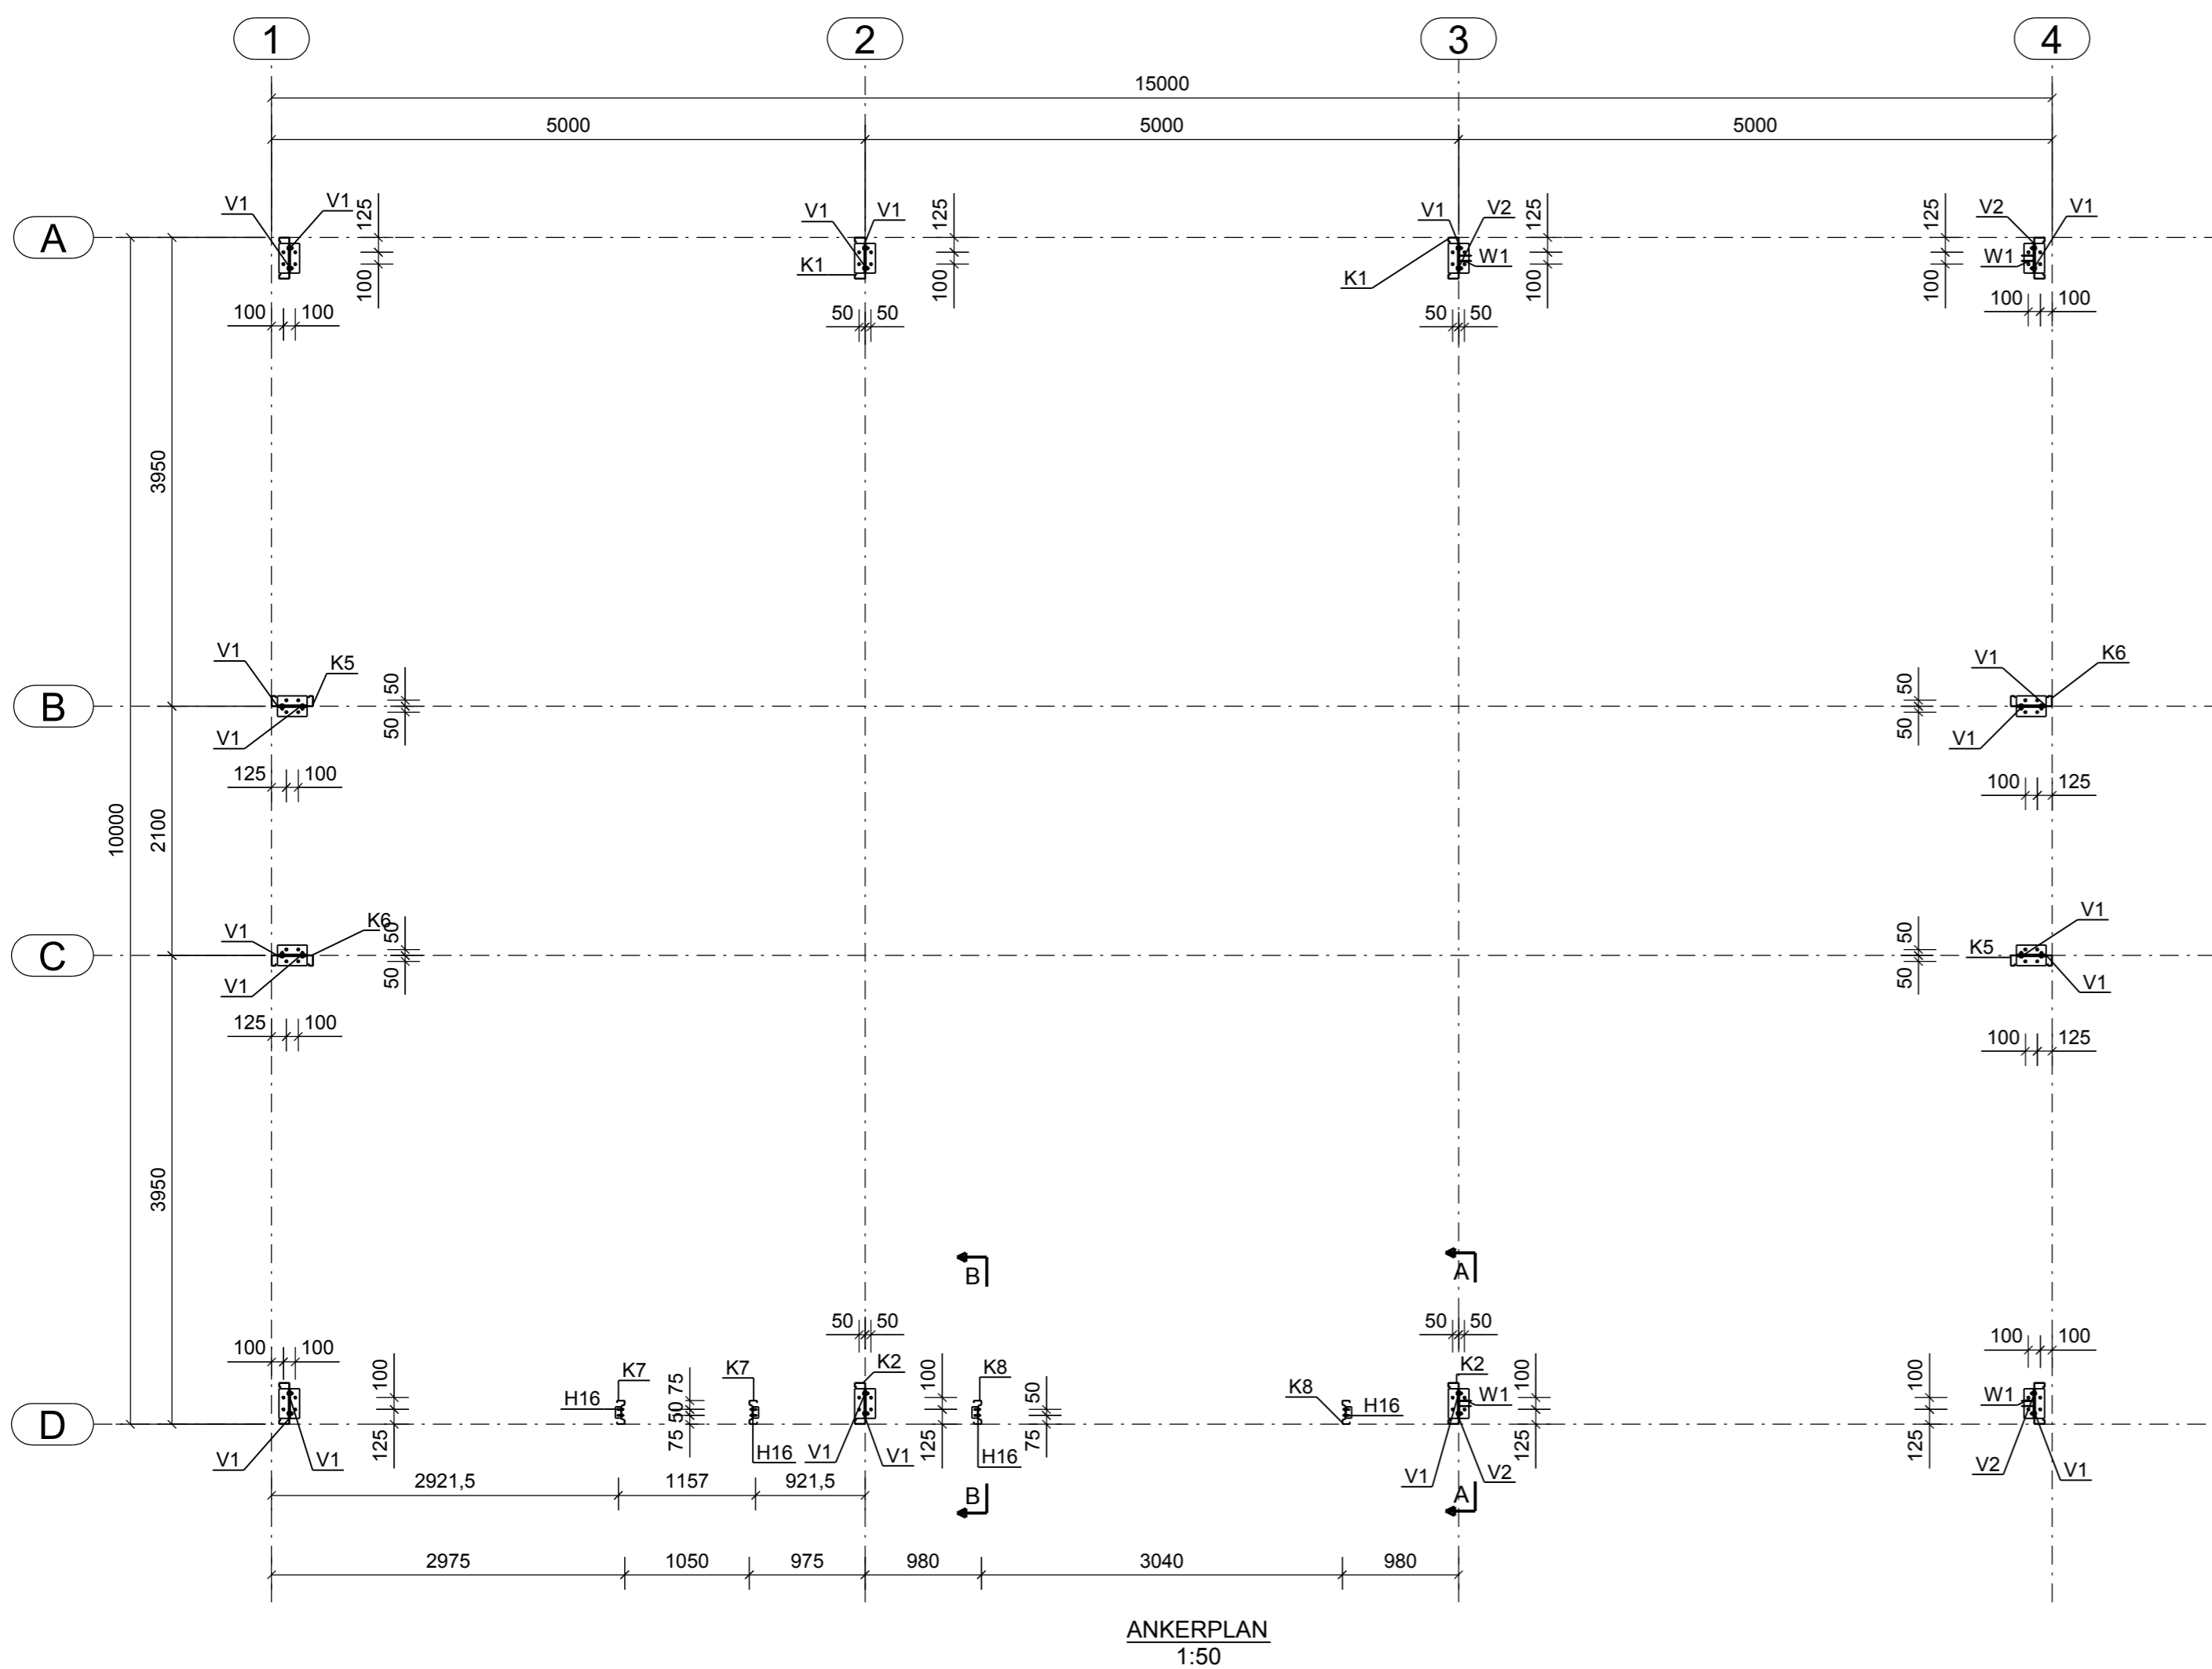 1 2 3 4
15000
5000 5000 5000
A
V1 V1 125 100
V1 V1 125 100
K1
V1 V2 125 100
K1 W1
V2 V1 125 100
W1
100 100
50 50
50 50
100 100
3950
B
V1 K5 50 50
V1
V1 K6 50 50
V1
125 100
100 125
10000
2100
C
V1 K6 50 50
V1
V1 50 50
K5
V1
125 100
100 125
3950
B A
50 50
50 50
100 100
100 100
D
100 125
V1 V1
K7
H16
K7
75 50 75
H16
K2 100 125
V1 V1
K8
50 75
H16
K8
H16
K2
W1 100 125
V1 V2
W1 100 125
V2 V1
2921,5 1157 921,5
B A
2975 1050 975 980 3040 980
ANKERPLAN
1:50